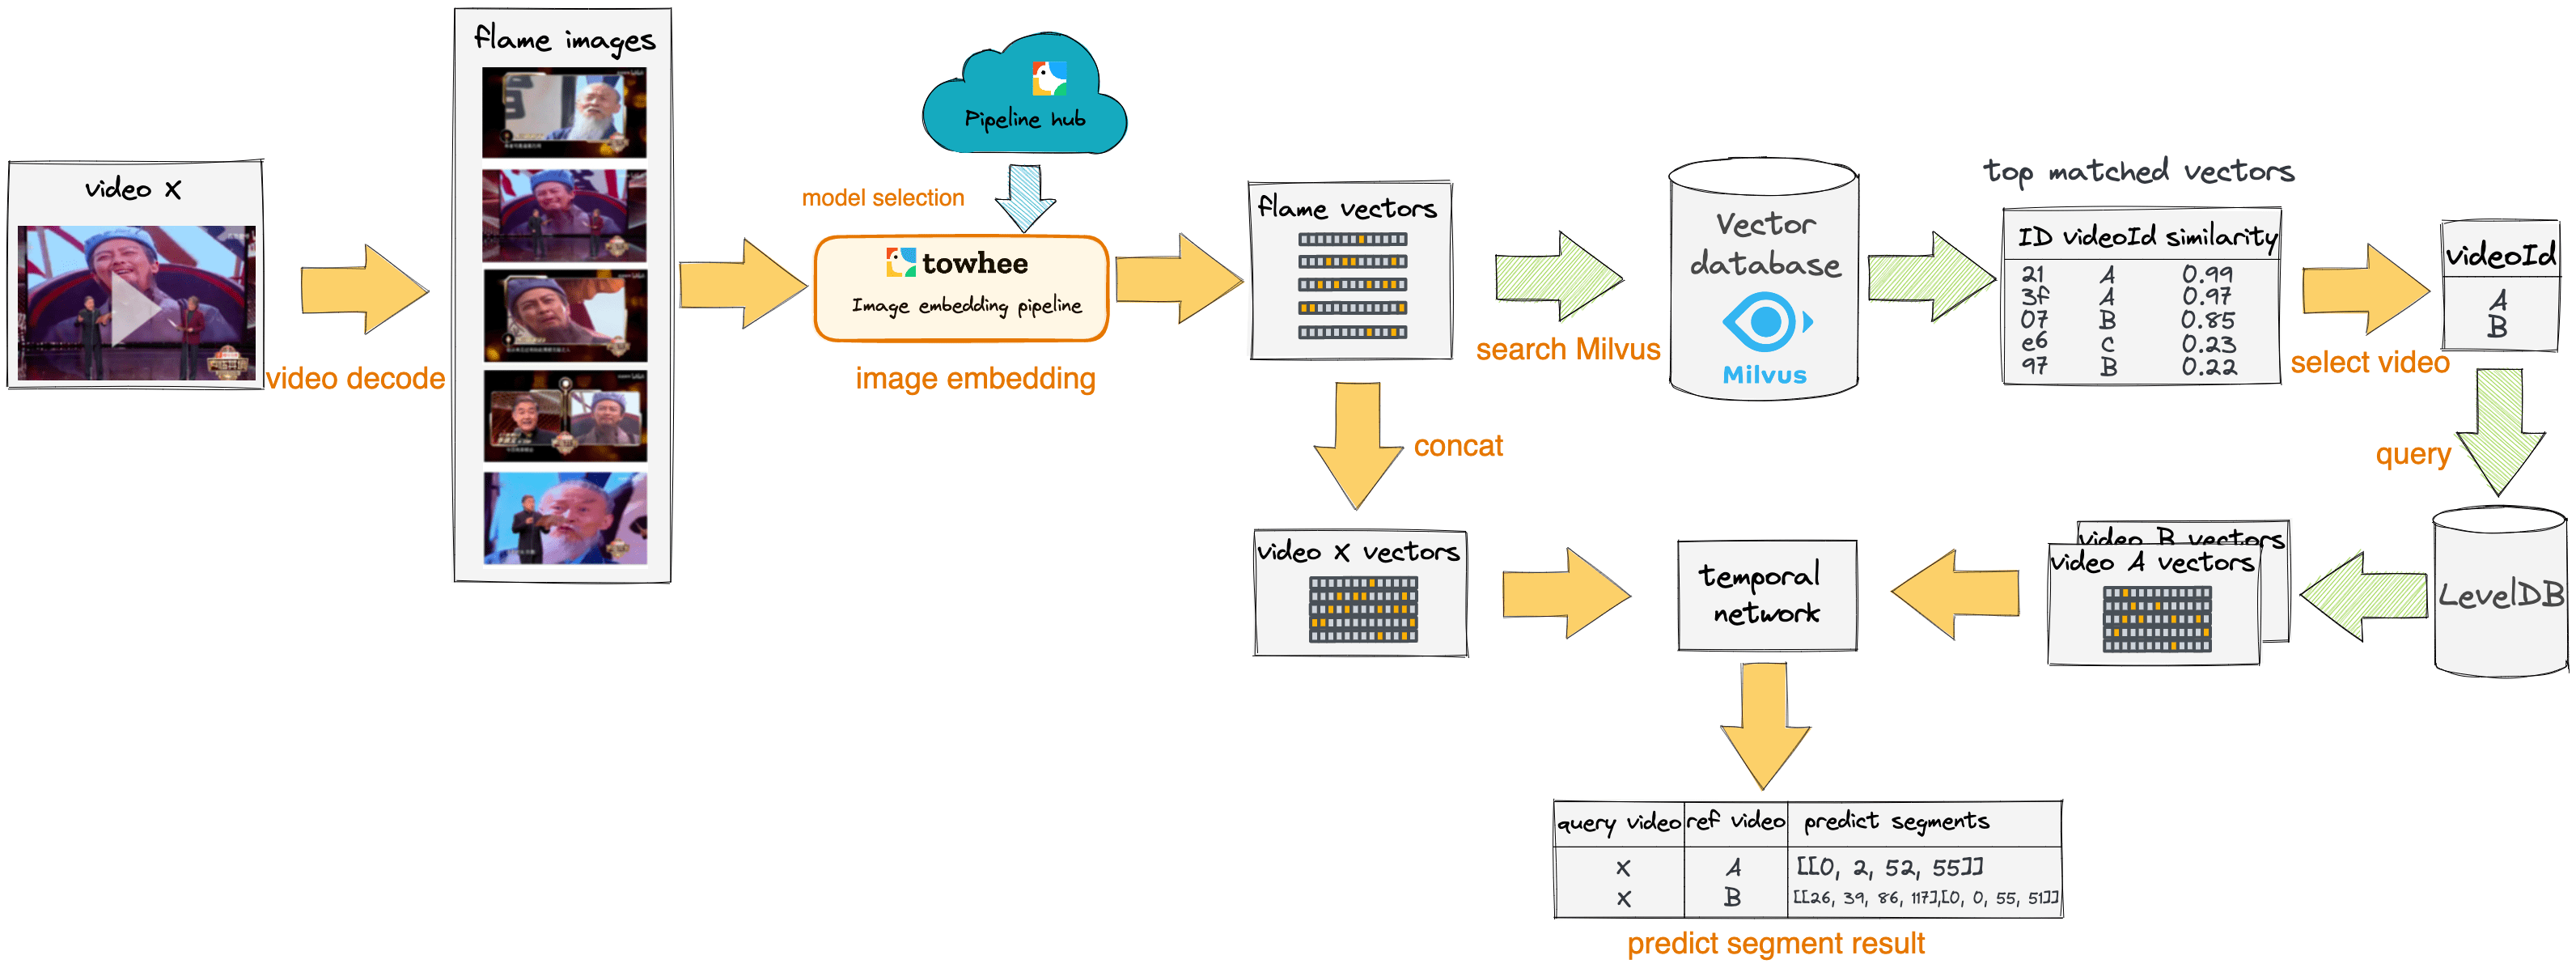 video X
video decode
flame images
Pipeline hub
model selection
towhee
Image embedding pipeline
image embedding
flame vectors
search Milvus
Vector
database
Milvus
top matched vectors
ID videoId similarity
21 A 0.99
3f A 0.97
07 B 0.85
e6 C 0.23
97 B 0.22
select video
videoId
A
B
query
LevelDB
video B vectors
video A vectors
concat
video X vectors
temporal
network
query video ref video predict segments
X A [[0, 2, 52, 55]]
X B [[26, 39, 86, 117],[0, 0, 55, 51]]
predict segment result